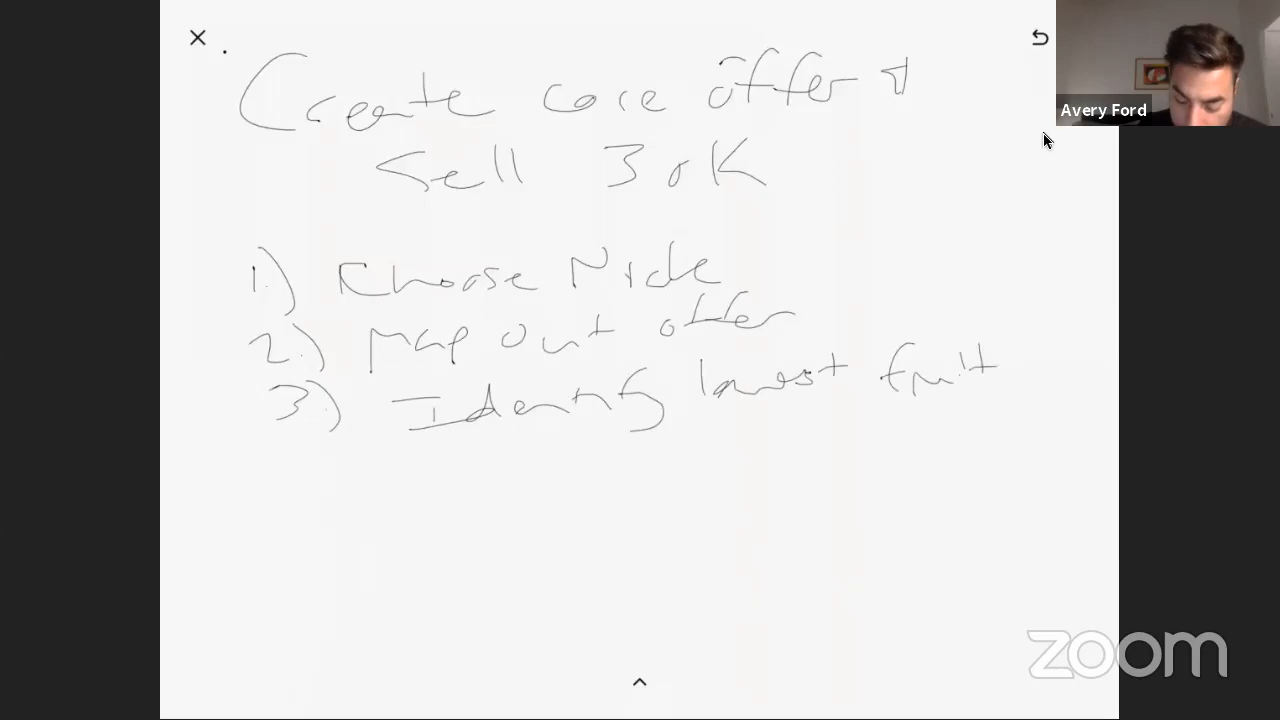 Create core offer &
Sell 30K
1.) Choose Niche
2.) Map out offer
3.) Identify lowest fruit
Avery Ford
zoom